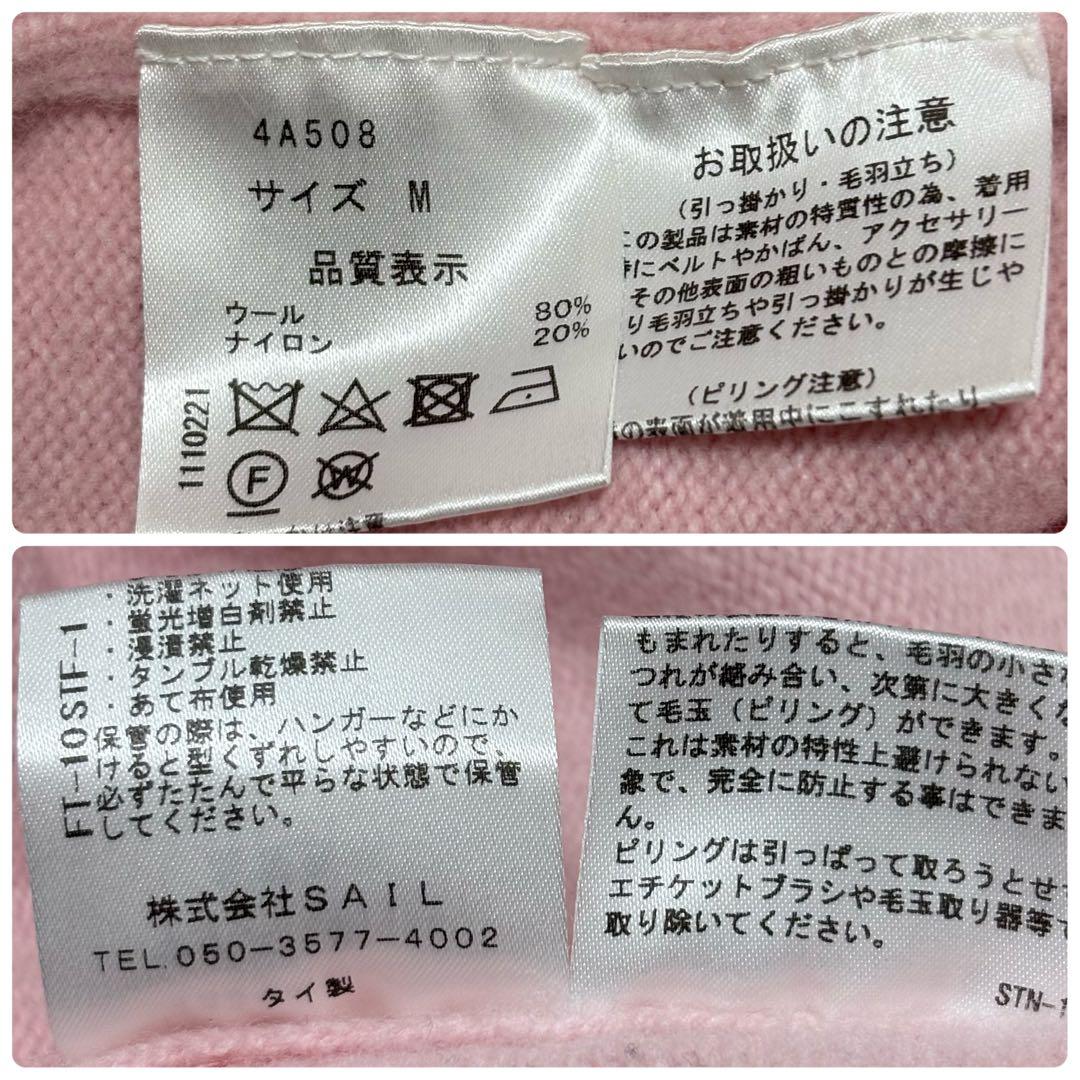 4A508
サイズ M
品質表示
ウール 80%
ナイロン 20%
1110221
F
W
お取扱いの注意
(引っ掛かり・毛羽立ち)
この製品は素材の特質性の為、着用
時にベルトやかばん、アクセサリー
その他表面の粗いものとの摩擦に
り毛羽立ちや引っ掛かりが生じや
いのでご注意ください。
(ピリング注意)
の表面が着用中にこすれたり
・洗濯ネット使用
・蛍光増白剤禁止
・浸漬禁止
・タンブル乾燥禁止
・あて布使用
保管の際は、ハンガーなどにか
けると型くずれしやすいので、
必ずたたんで平らな状態で保管
してください。
FT-10STF-1
株式会社SAIL
TEL.050-3577-4002
タイ製
もまれたりすると、毛羽の小さ
つれが絡み合い、次第に大きくな
て毛玉(ピリング)ができます。
これは素材の特性上避けられない
象で、完全に防止する事はできま
ん。
ピリングは引っぱって取ろうとせ
エチケットブラシや毛玉取り器等で
取り除いてください。
STN-